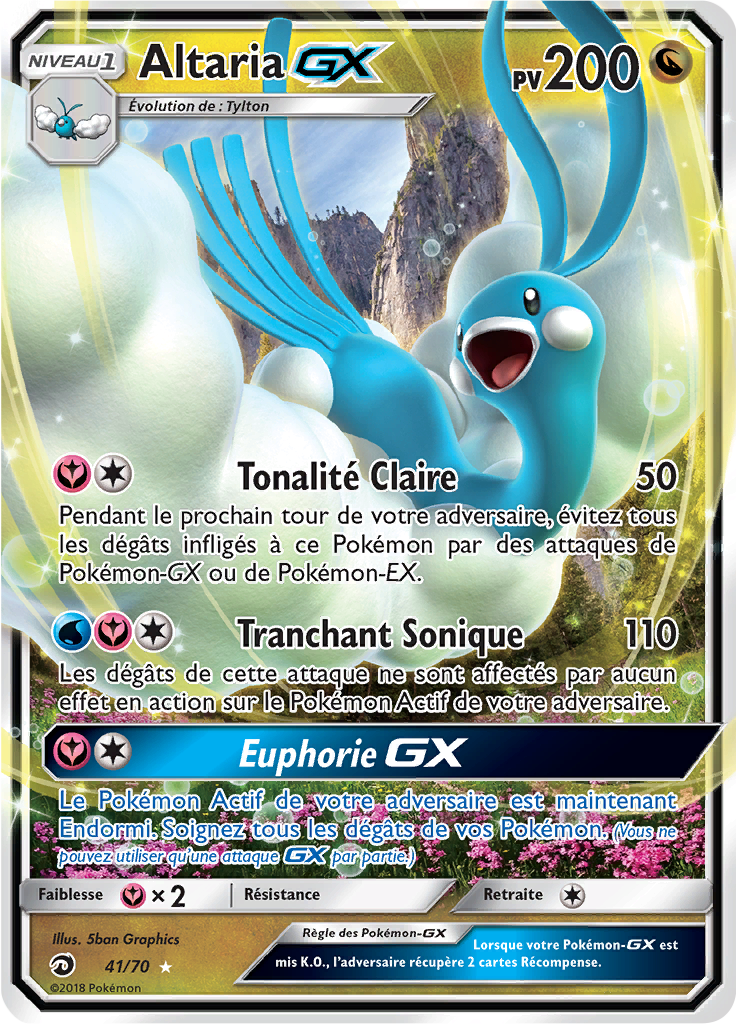 NIVEAU 1
Altaria GX
PV 200
Évolution de : Tylton
Tonalité Claire 50
Pendant le prochain tour de votre adversaire, évitez tous
les dégâts infligés à ce Pokémon par des attaques de
Pokémon-GX ou de Pokémon-EX.
Tranchant Sonique 110
Les dégâts de cette attaque ne sont affectés par aucun
effet en action sur le Pokémon Actif de votre adversaire.
Euphorie GX
Le Pokémon Actif de votre adversaire est maintenant
Endormi. Soignez tous les dégâts de vos Pokémon. (Vous ne
pouvez utiliser qu'une attaque GX par partie.)
Faiblesse × 2 Résistance Retraite
Illus. 5ban Graphics
41/70
©2018 Pokémon
Règle des Pokémon-GX
Lorsque votre Pokémon-GX est
mis K.O., l'adversaire récupère 2 cartes Récompense.